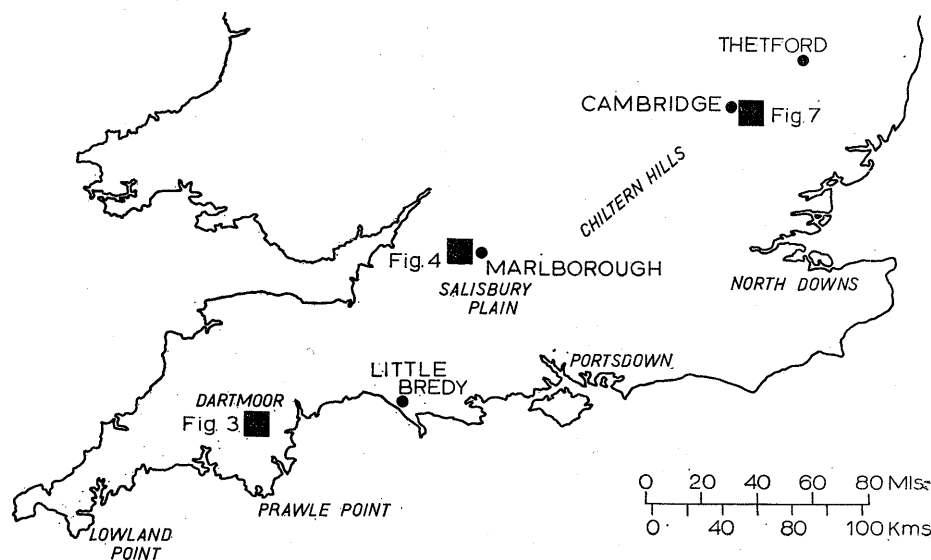 THETFORD
CAMBRIDGE
Fig. 7
CHILTERN HILLS
Fig. 4
MARLBOROUGH
SALISBURY
PLAIN
NORTH DOWNS
PORTSDOWN
LITTLE
BREDY
DARTMOOR
Fig. 3
PRAWLE POINT
LOWLAND
POINT
0 20 40 60 80 Mls.
0 40 80 100 Kms